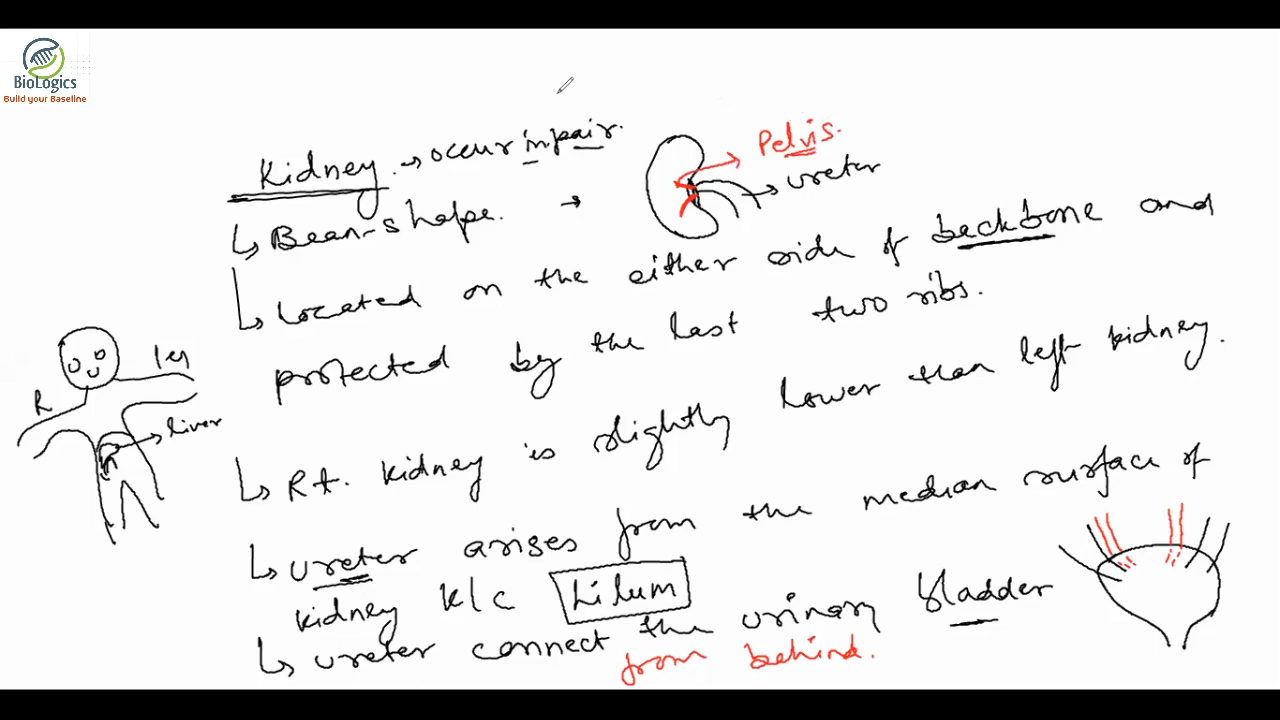 BioLogics
Build your Baseline
Kidney → occur in pair.
Pelvis.
→ ureter
↳ Bean-shape. →
↳ Located on the either side of backbone and
protected by the last two ribs.
R
→ liver
↳ Rt. kidney is slightly lower than left kidney.
↳ ureter arises from the median surface of
kidney k/c Hilum
↳ ureter connect the urinary bladder
from behind.